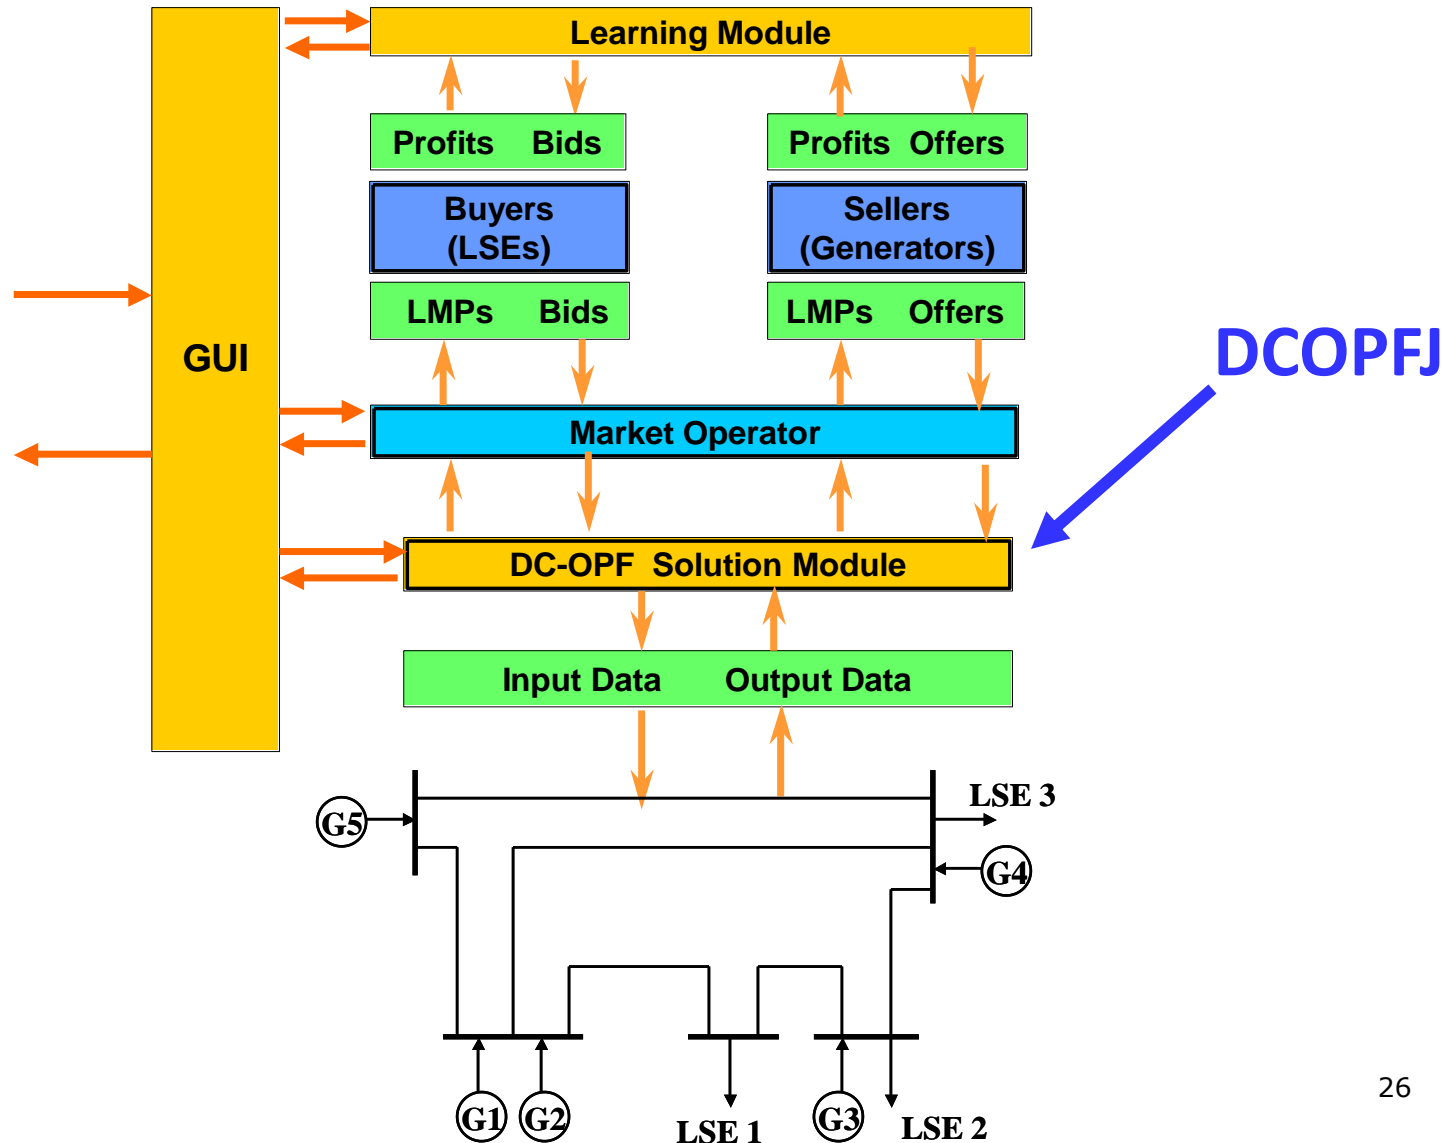 Learning Module
Profits Bids
Profits Offers
Buyers
(LSEs)
Sellers
(Generators)
LMPs Bids
LMPs Offers
GUI
DCOPFJ
Market Operator
DC-OPF Solution Module
Input Data Output Data
LSE 3
G5
G4
G1
G2
LSE 1
G3
LSE 2
26